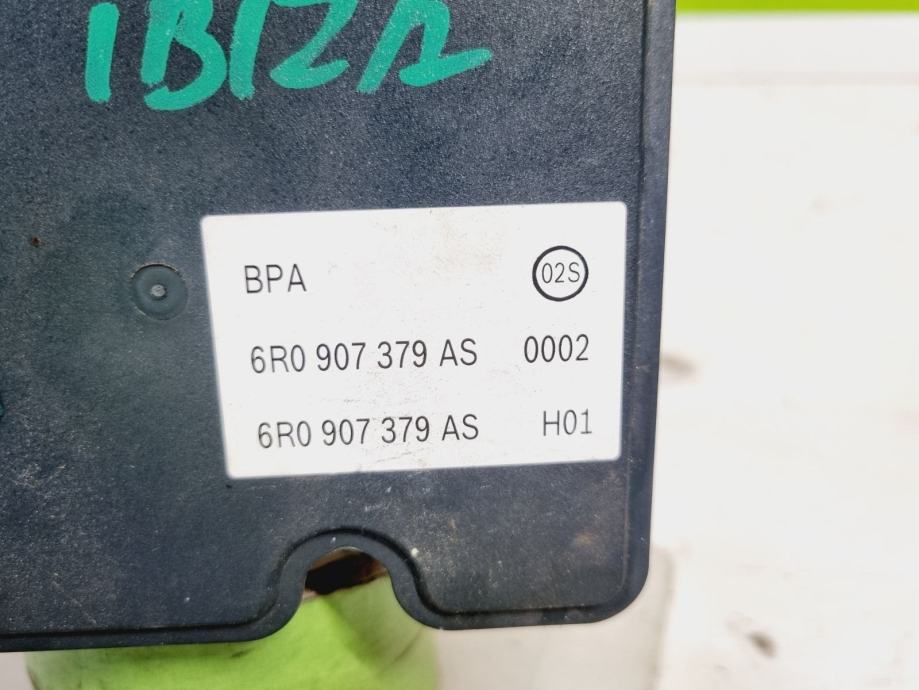 IBIZA
BPA 02S
6R0 907 379 AS 0002
6R0 907 379 AS H01